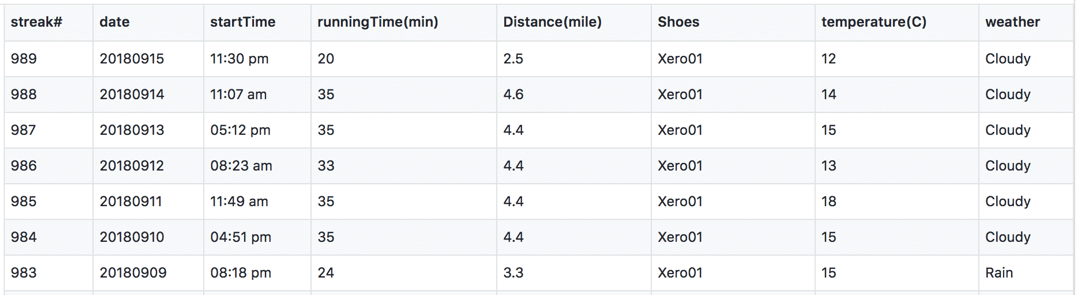 streak# date startTime runningTime(min) Distance(mile) Shoes temperature(C) weather
989 20180915 11:30 pm 20 2.5 Xero01 12 Cloudy
988 20180914 11:07 am 35 4.6 Xero01 14 Cloudy
987 20180913 05:12 pm 35 4.4 Xero01 15 Cloudy
986 20180912 08:23 am 33 4.4 Xero01 13 Cloudy
985 20180911 11:49 am 35 4.4 Xero01 18 Cloudy
984 20180910 04:51 pm 35 4.4 Xero01 15 Cloudy
983 20180909 08:18 pm 24 3.3 Xero01 15 Rain